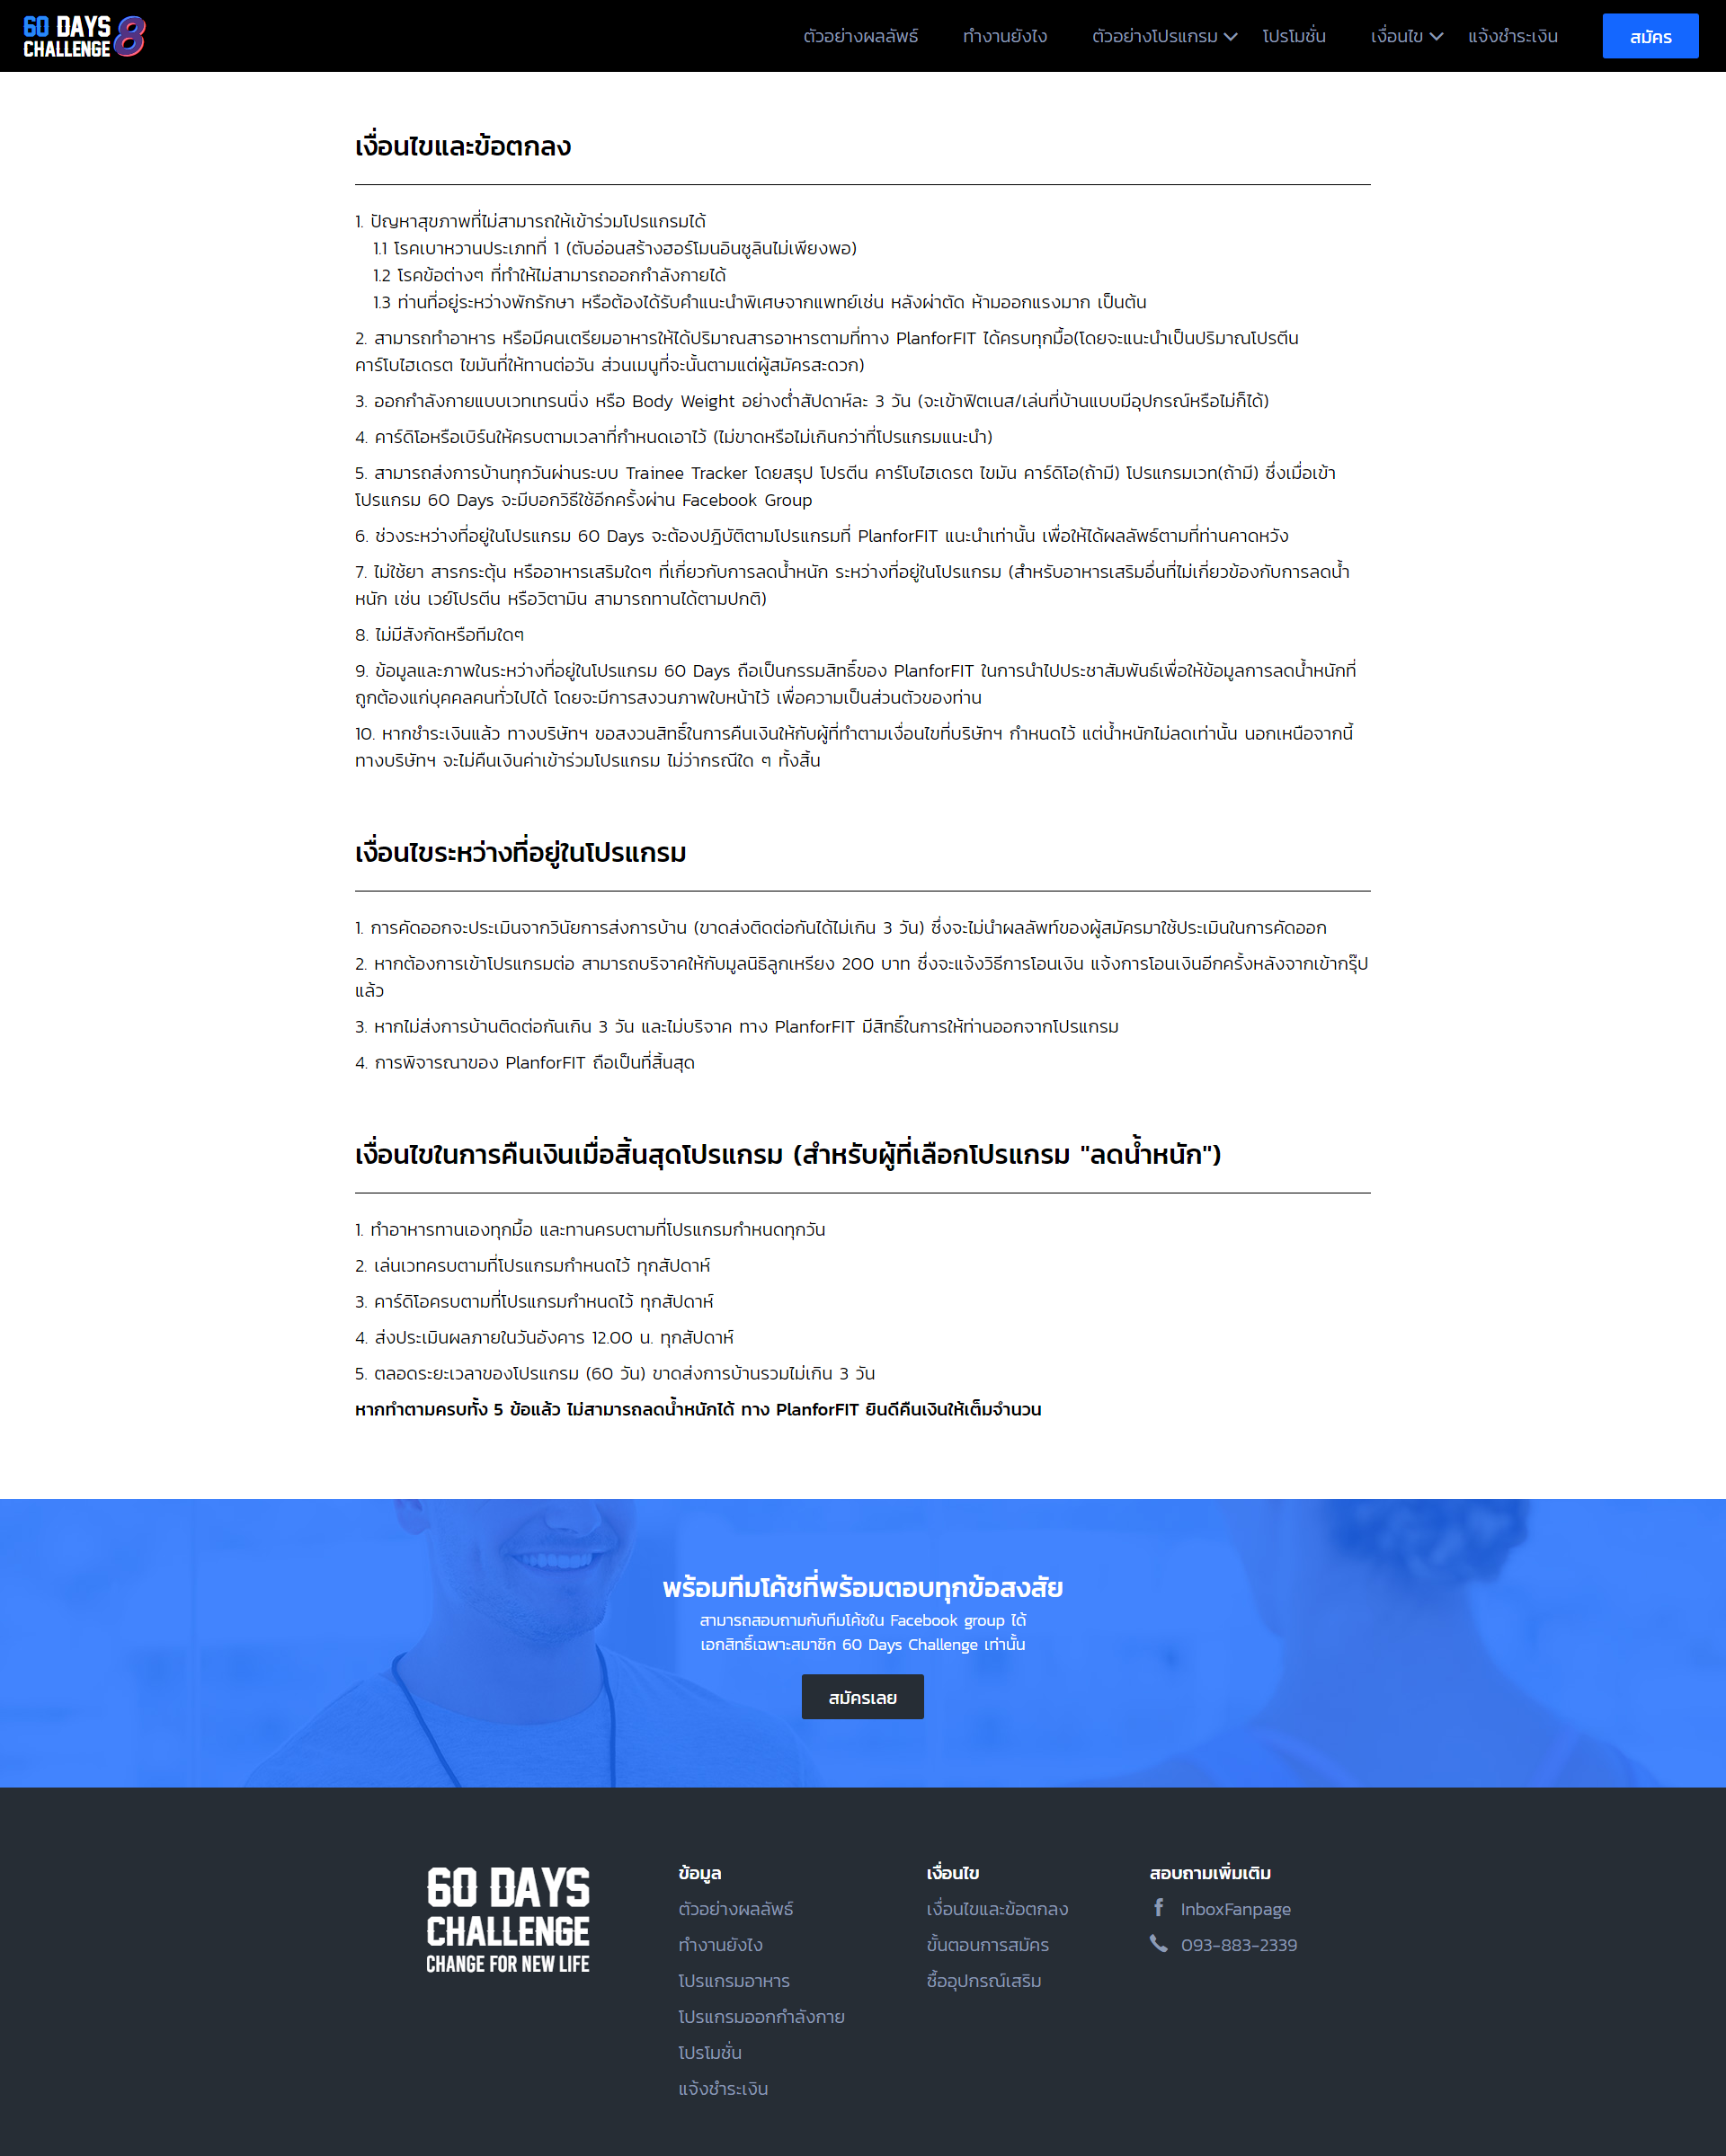 60 DAYS
CHALLENGE 8
ตัวอย่างผลลัพธ์
ทำงานยังไง
ตัวอย่างโปรแกรม
โปรโมชั่น
เงื่อนไข
แจ้งชำระเงิน
สมัคร
เงื่อนไขและข้อตกลง
1. ปัญหาสุขภาพที่ไม่สามารถให้เข้าร่วมโปรแกรมได้
1.1 โรคเบาหวานประเภทที่ 1 (ตับอ่อนสร้างฮอร์โมนอินซูลินไม่เพียงพอ)
1.2 โรคข้อต่างๆ ที่ทำให้ไม่สามารถออกกำลังกายได้
1.3 ท่านที่อยู่ระหว่างพักรักษา หรือต้องได้รับคำแนะนำพิเศษจากแพทย์เช่น หลังผ่าตัด ห้ามออกแรงมาก เป็นต้น
2. สามารถทำอาหาร หรือมีคนเตรียมอาหารให้ได้ปริมาณสารอาหารตามที่ทาง PlanforFIT ได้ครบทุกมื้อ(โดยจะแนะนำเป็นปริมาณโปรตีน
คาร์โบไฮเดรต ไขมันที่ให้ทานต่อวัน ส่วนเมนูที่จะนั้นตามแต่ผู้สมัครสะดวก)
3. ออกกำลังกายแบบเวทเทรนนิ่ง หรือ Body Weight อย่างต่ำสัปดาห์ละ 3 วัน (จะเข้าฟิตเนส/เล่นที่บ้านแบบมีอุปกรณ์หรือไม่ก็ได้)
4. คาร์ดิโอหรือเบิร์นให้ครบตามเวลาที่กำหนดเอาไว้ (ไม่ขาดหรือไม่เกินกว่าที่โปรแกรมแนะนำ)
5. สามารถส่งการบ้านทุกวันผ่านระบบ Trainee Tracker โดยสรุป โปรตีน คาร์โบไฮเดรต ไขมัน คาร์ดิโอ(ถ้ามี) โปรแกรมเวท(ถ้ามี) ซึ่งเมื่อเข้า
โปรแกรม 60 Days จะมีบอกวิธีใช้อีกครั้งผ่าน Facebook Group
6. ช่วงระหว่างที่อยู่ในโปรแกรม 60 Days จะต้องปฏิบัติตามโปรแกรมที่ PlanforFIT แนะนำเท่านั้น เพื่อให้ได้ผลลัพธ์ตามที่ท่านคาดหวัง
7. ไม่ใช้ยา สารกระตุ้น หรืออาหารเสริมใดๆ ที่เกี่ยวกับการลดน้ำหนัก ระหว่างที่อยู่ในโปรแกรม (สำหรับอาหารเสริมอื่นที่ไม่เกี่ยวข้องกับการลดน้ำ
หนัก เช่น เวย์โปรตีน หรือวิตามิน สามารถทานได้ตามปกติ)
8. ไม่มีสังกัดหรือทีมใดๆ
9. ข้อมูลและภาพในระหว่างที่อยู่ในโปรแกรม 60 Days ถือเป็นกรรมสิทธิ์ของ PlanforFIT ในการนำไปประชาสัมพันธ์เพื่อให้ข้อมูลการลดน้ำหนักที่
ถูกต้องแก่บุคคลคนทั่วไปได้ โดยจะมีการสงวนภาพใบหน้าไว้ เพื่อความเป็นส่วนตัวของท่าน
10. หากชำระเงินแล้ว ทางบริษัทฯ ขอสงวนสิทธิ์ในการคืนเงินให้กับผู้ที่ทำตามเงื่อนไขที่บริษัทฯ กำหนดไว้ แต่น้ำหนักไม่ลดเท่านั้น นอกเหนือจากนี้
ทางบริษัทฯ จะไม่คืนเงินค่าเข้าร่วมโปรแกรม ไม่ว่ากรณีใด ๆ ทั้งสิ้น
เงื่อนไขระหว่างที่อยู่ในโปรแกรม
1. การคัดออกจะประเมินจากวินัยการส่งการบ้าน (ขาดส่งติดต่อกันได้ไม่เกิน 3 วัน) ซึ่งจะไม่นำผลลัพท์ของผู้สมัครมาใช้ประเมินในการคัดออก
2. หากต้องการเข้าโปรแกรมต่อ สามารถบริจาคให้กับมูลนิธิลูกเหรียง 200 บาท ซึ่งจะแจ้งวิธีการโอนเงิน แจ้งการโอนเงินอีกครั้งหลังจากเข้ากรุ๊ป
แล้ว
3. หากไม่ส่งการบ้านติดต่อกันเกิน 3 วัน และไม่บริจาค ทาง PlanforFIT มีสิทธิ์ในการให้ท่านออกจากโปรแกรม
4. การพิจารณาของ PlanforFIT ถือเป็นที่สิ้นสุด
เงื่อนไขในการคืนเงินเมื่อสิ้นสุดโปรแกรม (สำหรับผู้ที่เลือกโปรแกรม "ลดน้ำหนัก")
1. ทำอาหารทานเองทุกมื้อ และทานครบตามที่โปรแกรมกำหนดทุกวัน
2. เล่นเวทครบตามที่โปรแกรมกำหนดไว้ ทุกสัปดาห์
3. คาร์ดิโอครบตามที่โปรแกรมกำหนดไว้ ทุกสัปดาห์
4. ส่งประเมินผลภายในวันอังคาร 12.00 น. ทุกสัปดาห์
5. ตลอดระยะเวลาของโปรแกรม (60 วัน) ขาดส่งการบ้านรวมไม่เกิน 3 วัน
หากทำตามครบทั้ง 5 ข้อแล้ว ไม่สามารถลดน้ำหนักได้ ทาง PlanforFIT ยินดีคืนเงินให้เต็มจำนวน
พร้อมทีมโค้ชที่พร้อมตอบทุกข้อสงสัย
สามารถสอบถามกับทีมโค้ชใน Facebook group ได้
เอกสิทธิ์เฉพาะสมาชิก 60 Days Challenge เท่านั้น
สมัครเลย
60 DAYS
CHALLENGE
CHANGE FOR NEW LIFE
ข้อมูล
ตัวอย่างผลลัพธ์
ทำงานยังไง
โปรแกรมอาหาร
โปรแกรมออกกำลังกาย
โปรโมชั่น
แจ้งชำระเงิน
เงื่อนไข
เงื่อนไขและข้อตกลง
ขั้นตอนการสมัคร
ซื้ออุปกรณ์เสริม
สอบถามเพิ่มเติม
InboxFanpage
093-883-2339